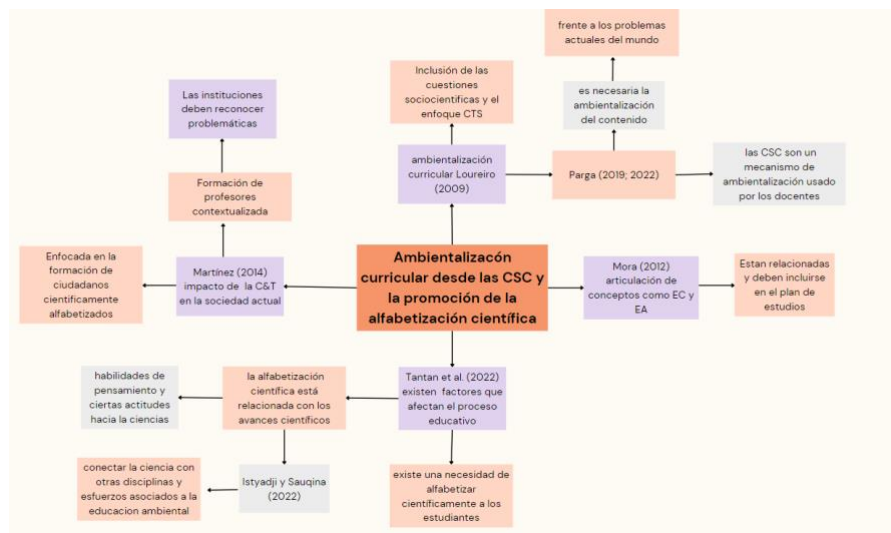 frente a los problemas
actuales del mundo
Inclusión de las
cuestiones
sociocientificas y el
enfoque CTS
es necesaria la
ambientalización
del contenido
Las instituciones
deben reconocer
problemáticas
ambientalización
curricular Loureiro
(2009)
Parga (2019; 2022)
las CSC son un
mecanismo de
ambientalización usado
por los docentes
Formación de
profesores
contextualizada
Enfocada en la
formación de
ciudadanos
cientificamente
alfabetizados
Martínez (2014)
impacto de la C&T
en la sociedad actual
Ambientalizacón
curricular desde las CSC y
la promoción de la
alfabetización científica
Mora (2012)
articulación de
conceptos como EC y
EA
Estan relacionadas
y deben incluirse
en el plan de
estudios
habilidades de
pensamiento y
ciertas actitudes
hacia la ciencias
la alfabetización
científica está
relacionada con los
avances científicos
Tantan et al. (2022)
existen factores que
afectan el proceso
educativo
conectar la ciencia con
otras disciplinas y
esfuerzos asociados a la
educacion ambiental
Istyadji y Sauqina
(2022)
existe una necesidad de
alfabetizar
científicamente a los
estudiantes